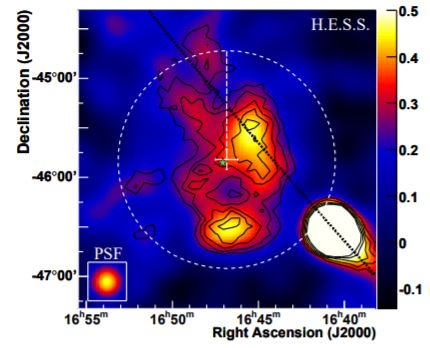 H.E.S.S.
0.5
0.4
0.3
0.2
0.1
0
-0.1
Declination (J2000)
-45°00'
-46°00'
-47°00'
PSF
16h55m 16h50m 16h45m 16h40m
Right Ascension (J2000)